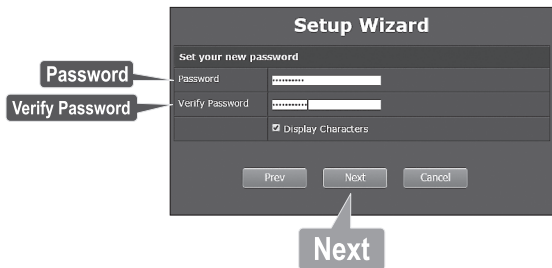 Setup Wizard
Set your new password
Password
Password
Verify Password
Verify Password
Display Characters
Prev Next Cancel
Next